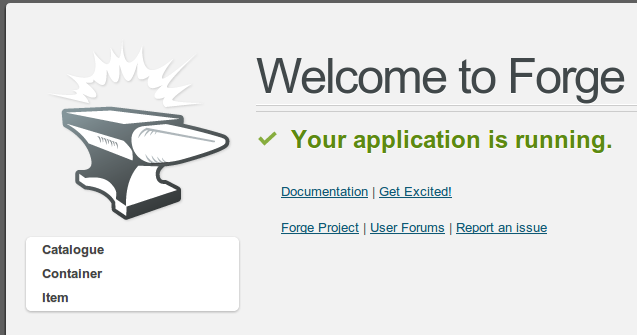 Welcome to Forge
Your application is running.
Documentation | Get Excited!
Forge Project | User Forums | Report an issue
Catalogue
Container
Item